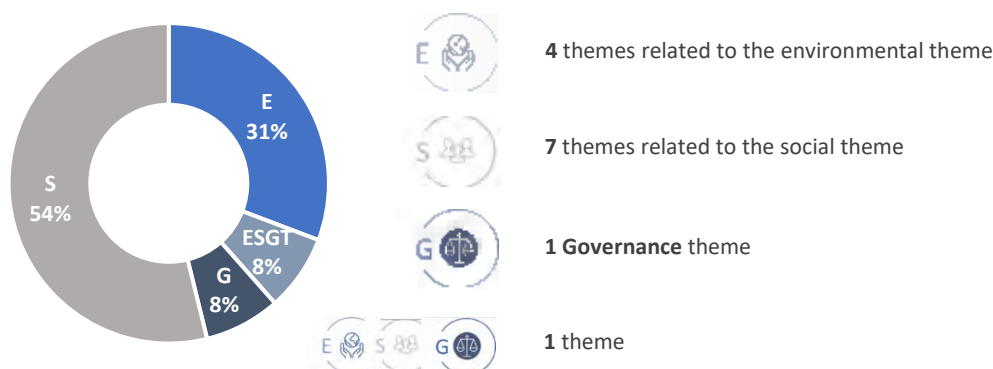 E
31%
S
54%
ESGT
8%
G
8%
E
4 themes related to the environmental theme
S
7 themes related to the social theme
G
1 Governance theme
E S G
1 theme